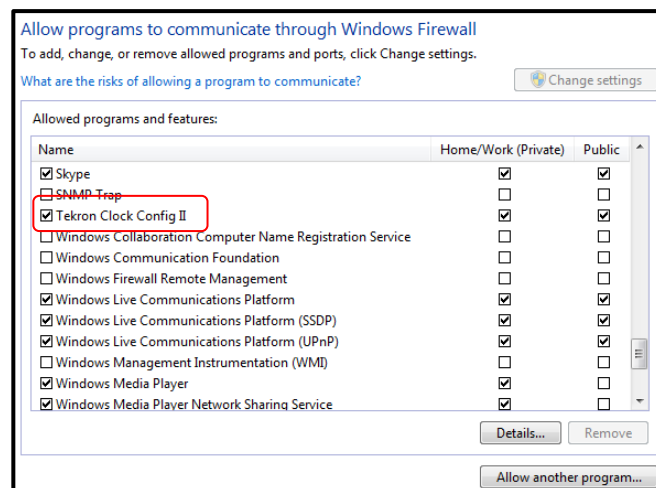 Allow programs to communicate through Windows Firewall
To add, change, or remove allowed programs and ports, click Change settings.
What are the risks of allowing a program to communicate?
Change settings
Allowed programs and features:
Name Home/Work (Private) Public
Skype
SNMP Trap
Tekron Clock Config II
Windows Collaboration Computer Name Registration Service
Windows Communication Foundation
Windows Firewall Remote Management
Windows Live Communications Platform
Windows Live Communications Platform (SSDP)
Windows Live Communications Platform (UPnP)
Windows Management Instrumentation (WMI)
Windows Media Player
Windows Media Player Network Sharing Service
Details... Remove
Allow another program...